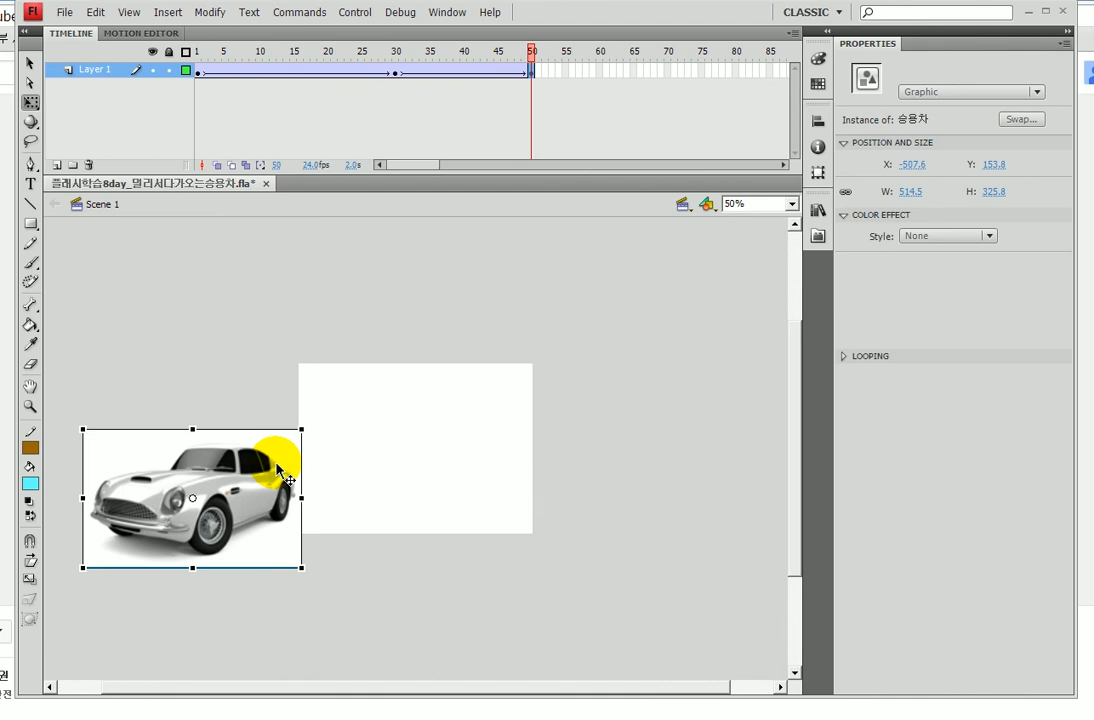 Fl File Edit View Insert Modify Text Commands Control Debug Window Help CLASSIC
TIMELINE MOTION EDITOR
PROPERTIES
1 5 10 15 20 25 30 35 40 45 50 55 60 65 70 75 80 85
Layer 1
Graphic
Instance of: 승용차 Swap...
POSITION AND SIZE
50 24.0fps 2.0s
X: -507.6 Y: 153.8
플래시학습8day_멀리서다가오는승용차.fla* ×
W: 514.5 H: 325.8
Scene 1 50%
COLOR EFFECT
Style: None
LOOPING